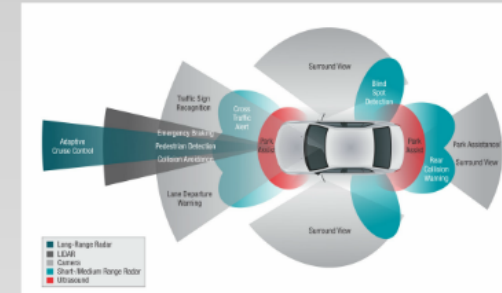 Surround View
Traffic Sign
Recognition
Blind
Spot
Detection
Cross
Traffic
Alert
Emergency Braking
Pedestrian Detection
Collision Avoidance
Adaptive
Cruise Control
Park
Assist
Park
Assist
Park Assistance/
Surround View
Rear
Collision
Warning
Lane Departure
Warning
Surround View
Long-Range Radar
LIDAR
Camera
Short-/Medium Range Radar
Ultrasound